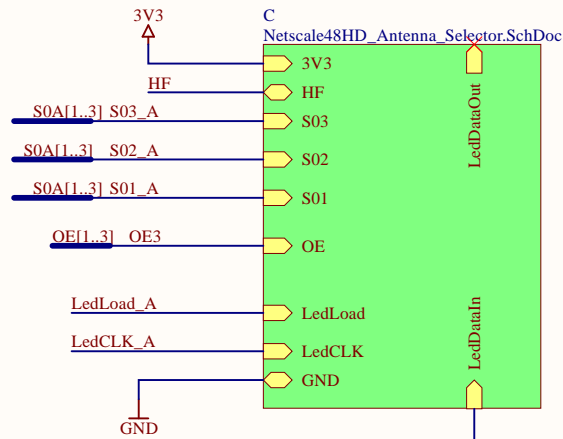 3V3
C
Netscale48HD_Antenna_Selector.SchDoc
3V3
HF
HF
S0A[1..3] S03_A
S03
S0A[1..3] S02_A
S02
S0A[1..3] S01_A
S01
OE[1..3] OE3
OE
LedDataOut
LedLoad_A
LedLoad
LedCLK_A
LedCLK
LedDataIn
GND
GND